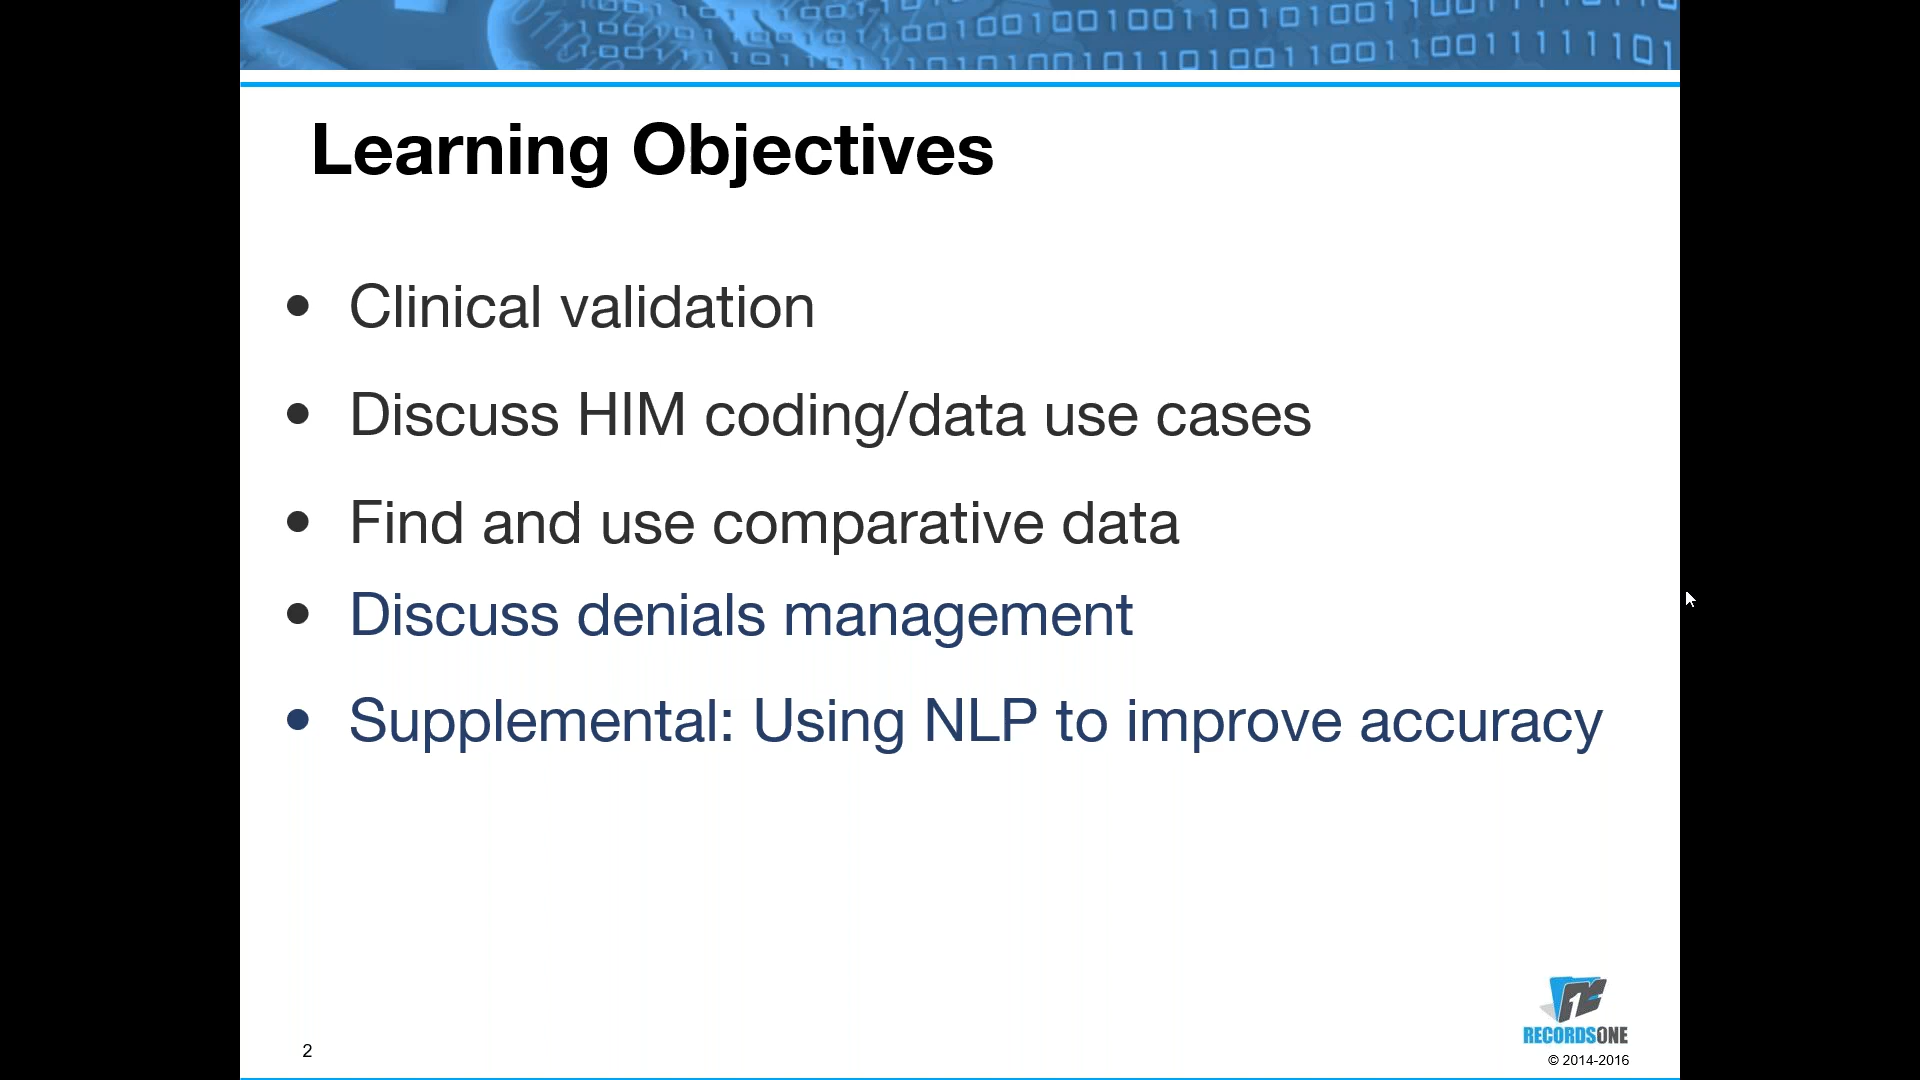 Learning Objectives
• Clinical validation
• Discuss HIM coding/data use cases
• Find and use comparative data
• Discuss denials management
• Supplemental: Using NLP to improve accuracy
2
RECORDSONE
© 2014-2016